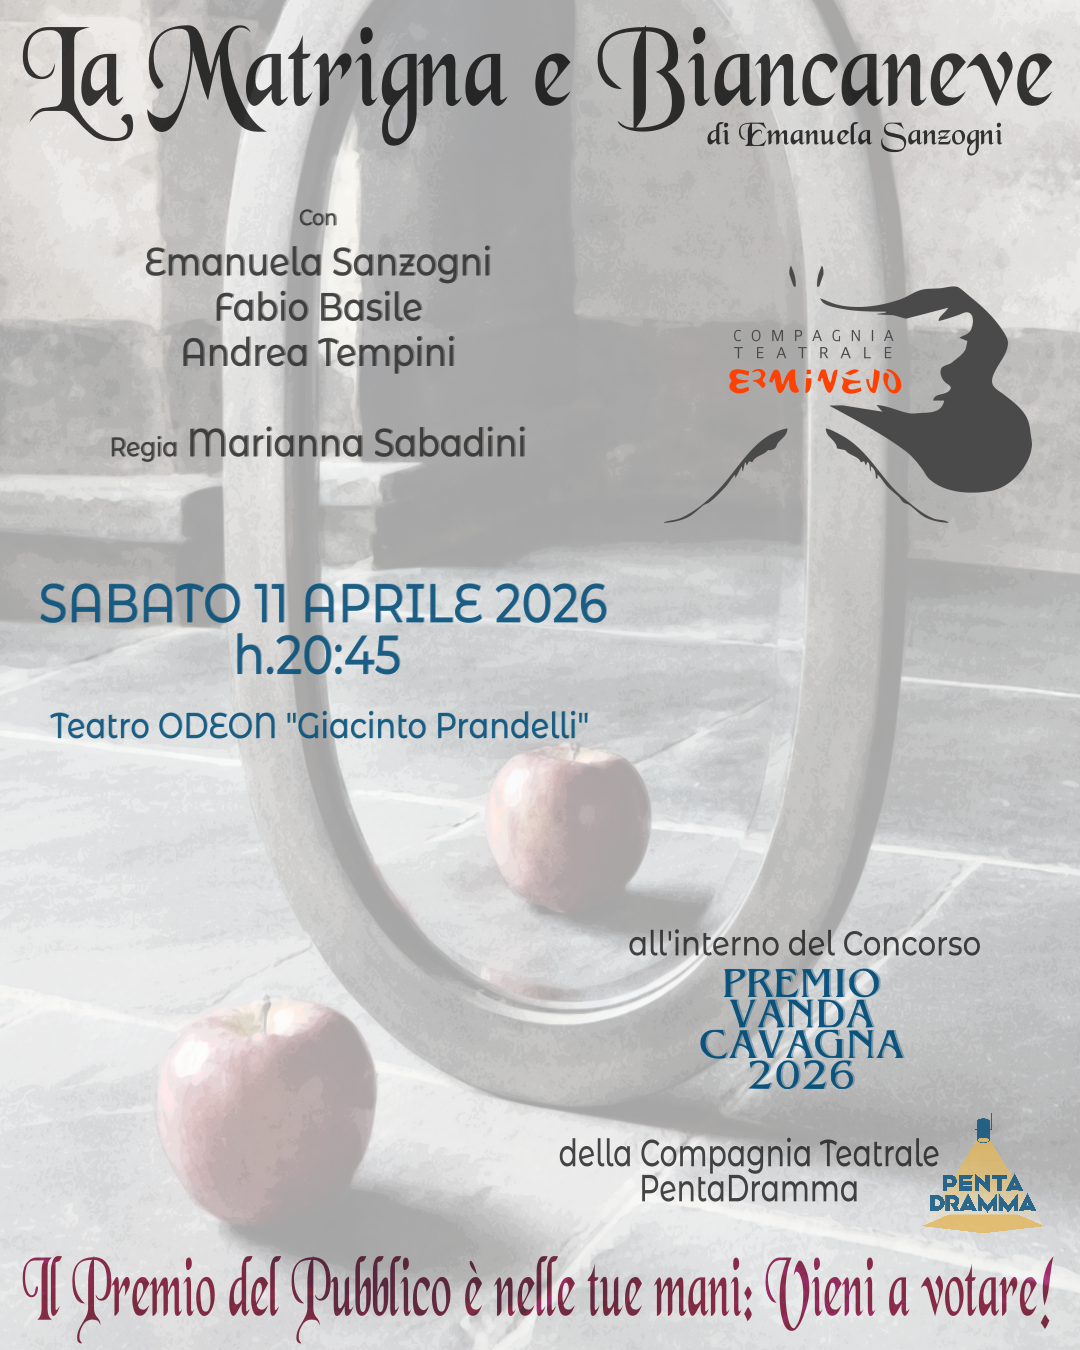 La Matrigna e Biancaneve
di Emanuela Sanzogni
Con
Emanuela Sanzogni
Fabio Basile
Andrea Tempini
Regia Marianna Sabadini
COMPAGNIA
TEATRALE
ERMiNEJO
SABATO 11 APRILE 2026
h.20:45
Teatro ODEON "Giacinto Prandelli"
all'interno del Concorso
PREMIO
VANDA
CAVAGNA
2026
della Compagnia Teatrale
PentaDramma
PENTA
DRAMMA
Il Premio del Pubblico è nelle tue mani: Vieni a votare!